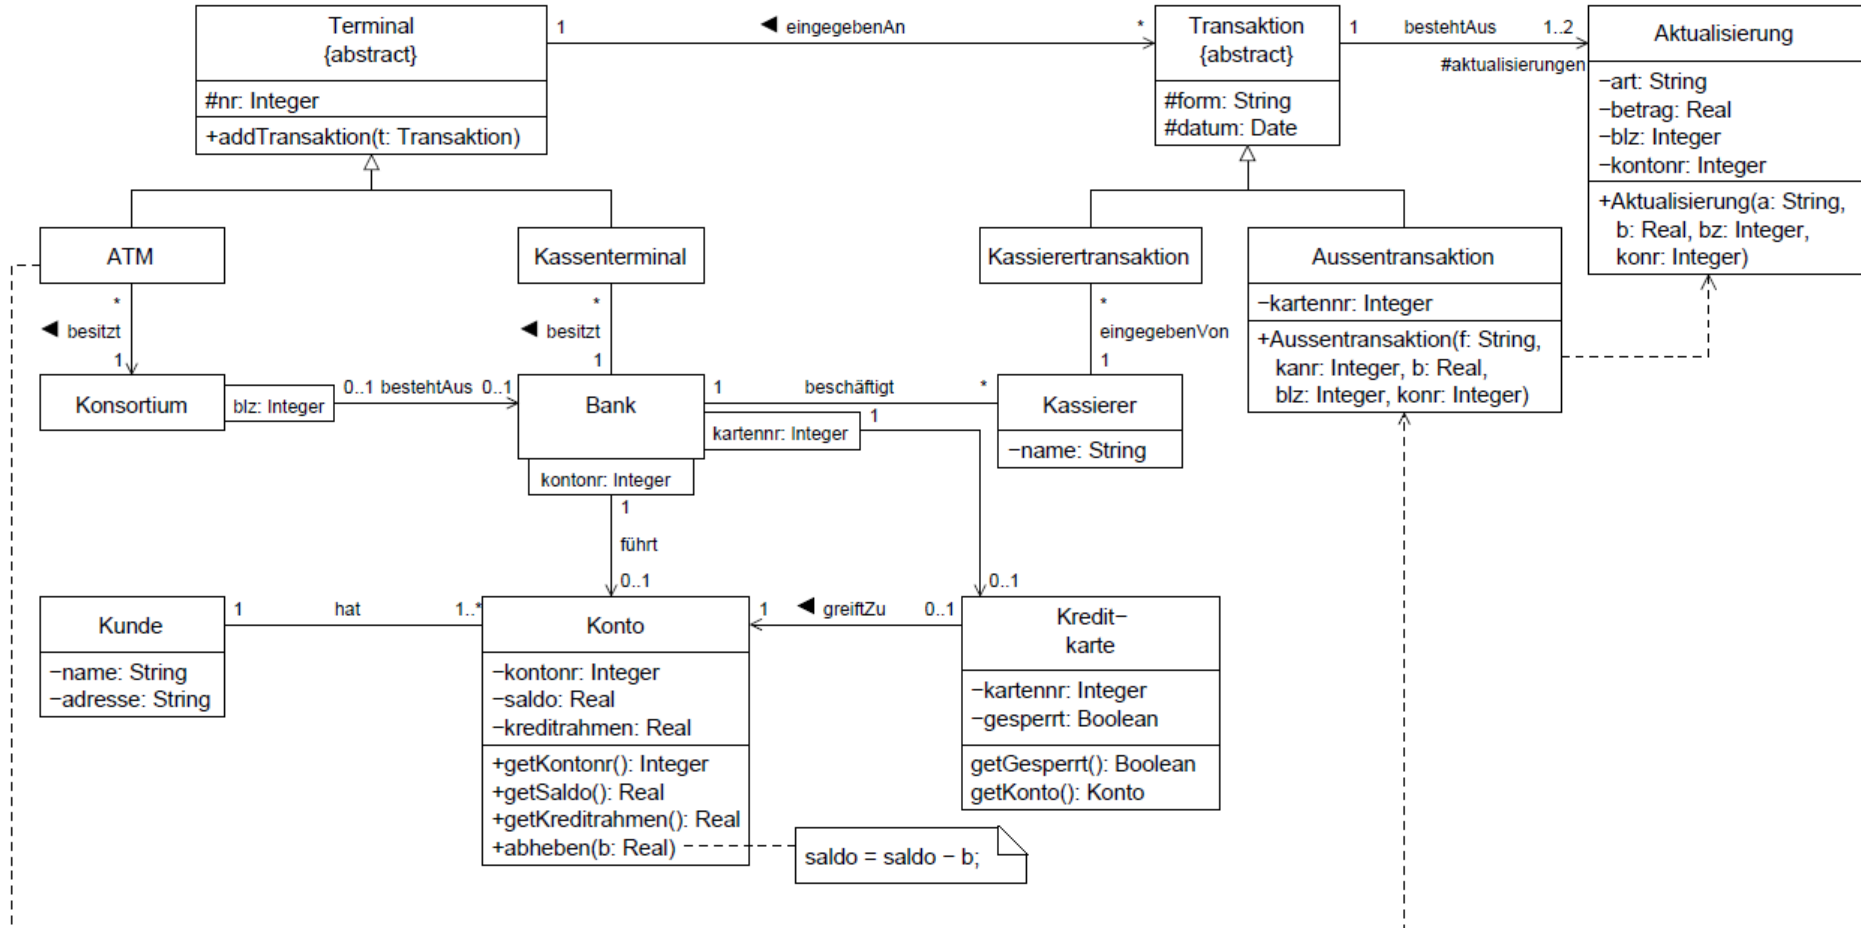 Terminal
{abstract}
#nr: Integer
+addTransaktion(t: Transaktion)
1
◀ eingegebenAn
*
Transaktion
{abstract}
#form: String
#datum: Date
1
bestehtAus
1..2
#aktualisierungen
Aktualisierung
−art: String
−betrag: Real
−blz: Integer
−kontonr: Integer
+Aktualisierung(a: String,
b: Real, bz: Integer,
konr: Integer)
ATM
Kassenterminal
Kassierertransaktion
Aussentransaktion
−kartennr: Integer
+Aussentransaktion(f: String,
kanr: Integer, b: Real,
blz: Integer, konr: Integer)
*
◀ besitzt
1
*
◀ besitzt
1
*
eingegebenVon
1
Konsortium
blz: Integer
0..1 bestehtAus 0..1
Bank
kartennr: Integer
kontonr: Integer
1
beschäftigt
*
Kassierer
−name: String
1
0..1
1
führt
0..1
Kunde
−name: String
−adresse: String
1
hat
1..*
Konto
−kontonr: Integer
−saldo: Real
−kreditrahmen: Real
+getKontonr(): Integer
+getSaldo(): Real
+getKreditrahmen(): Real
+abheben(b: Real)
1
◀ greiftZu
0..1
Kredit−
karte
−kartennr: Integer
−gesperrt: Boolean
getGesperrt(): Boolean
getKonto(): Konto
saldo = saldo − b;